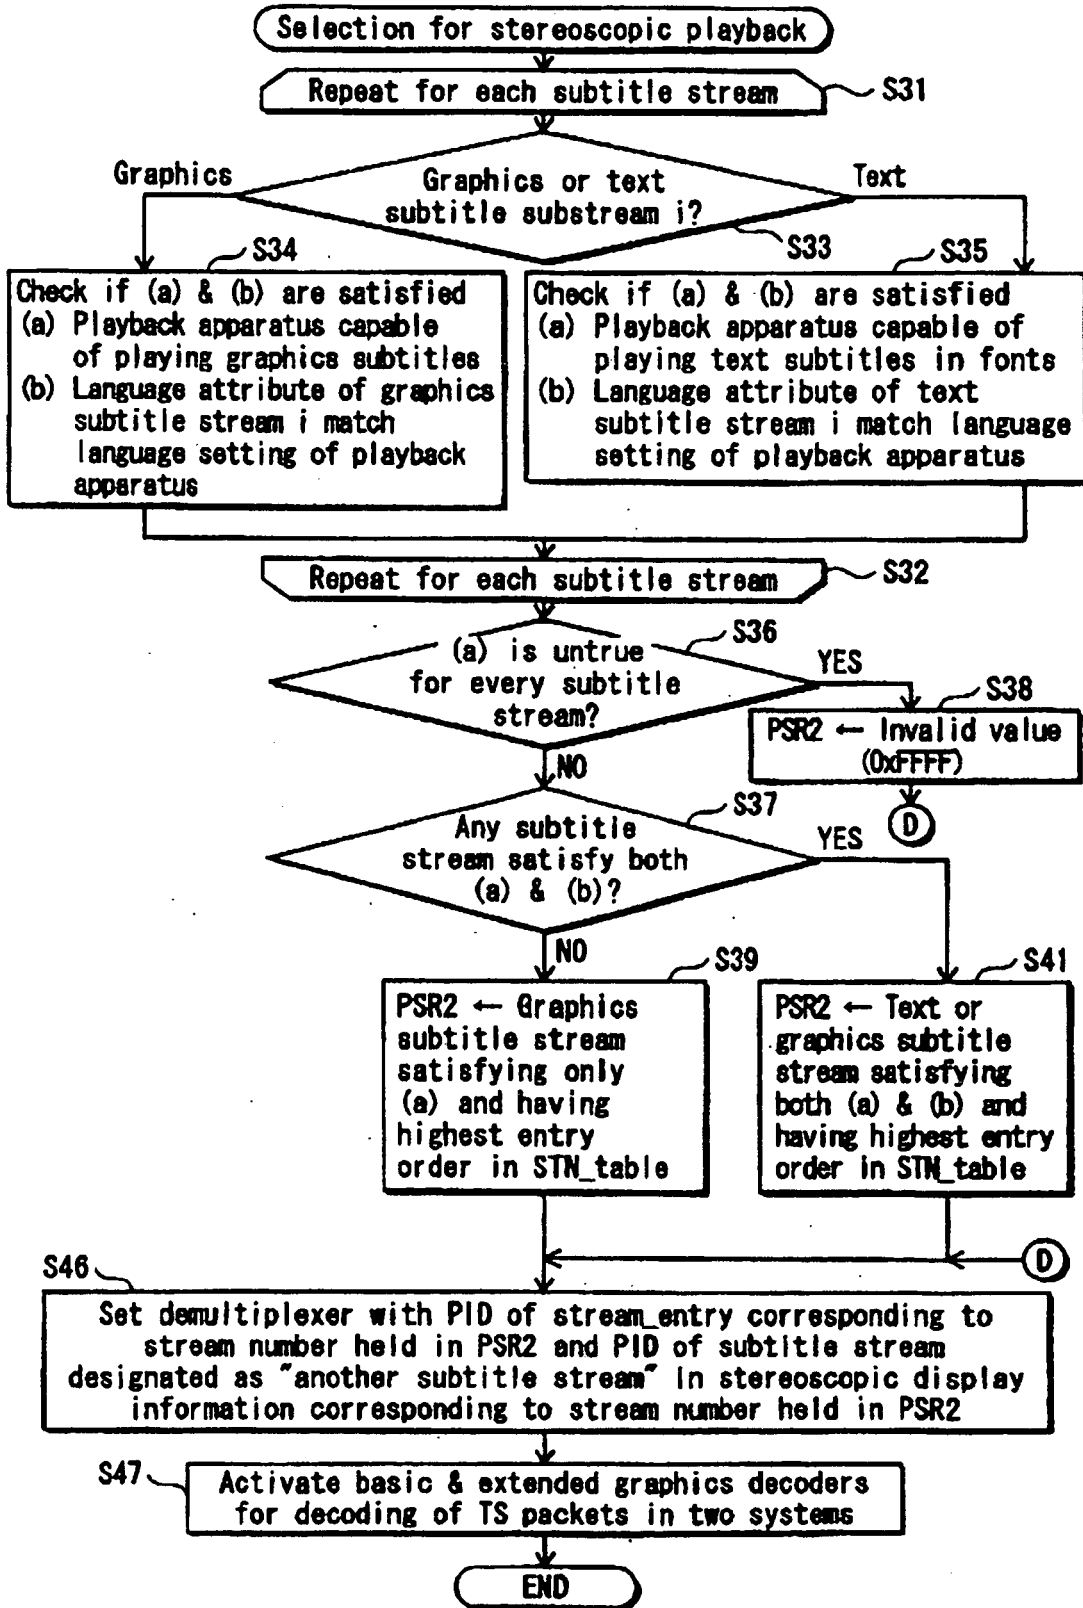 Selection for stereoscopic playback
Repeat for each subtitle stream
S31
Graphics
Text
Graphics or text
subtitle substream i?
S33
S34
Check if (a) & (b) are satisfied
(a) Playback apparatus capable
of playing graphics subtitles
(b) Language attribute of graphics
subtitle stream i match
language setting of playback
apparatus
S35
Check if (a) & (b) are satisfied
(a) Playback apparatus capable of
playing text subtitles in fonts
(b) Language attribute of text
subtitle stream i match language
setting of playback apparatus
Repeat for each subtitle stream
S32
S36
(a) is untrue
for every subtitle
stream?
YES
S38
PSR2 ← Invalid value
(0xFFFF)
D
NO
S37
Any subtitle
stream satisfy both
(a) & (b)?
YES
NO
S39
PSR2 ← Graphics
subtitle stream
satisfying only
(a) and having
highest entry
order in STN_table
S41
PSR2 ← Text or
graphics subtitle
stream satisfying
both (a) & (b) and
having highest entry
order in STN_table
D
S46
Set demultiplexer with PID of stream_entry corresponding to
stream number held in PSR2 and PID of subtitle stream
designated as "another subtitle stream" in stereoscopic display
information corresponding to stream number held in PSR2
S47
Activate basic & extended graphics decoders
for decoding of TS packets in two systems
END